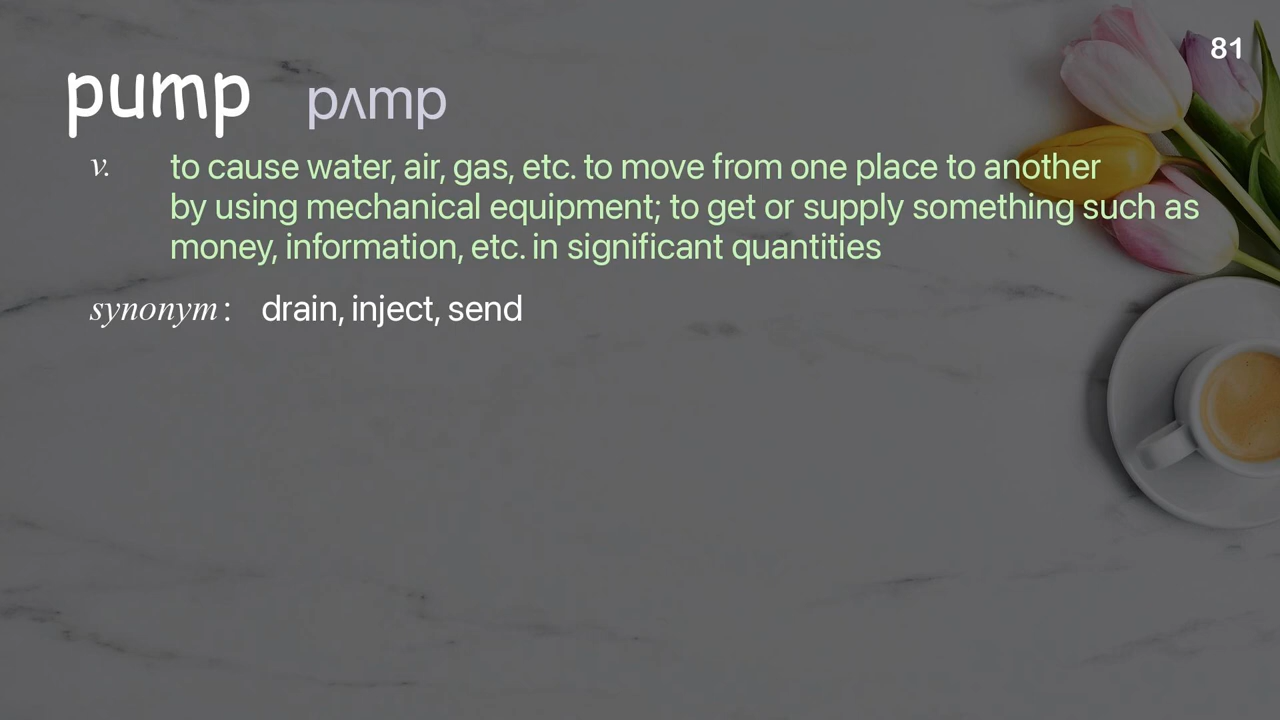 81
pump pʌmp
v. to cause water, air, gas, etc. to move from one place to another
by using mechanical equipment; to get or supply something such as
money, information, etc. in significant quantities
synonym: drain, inject, send